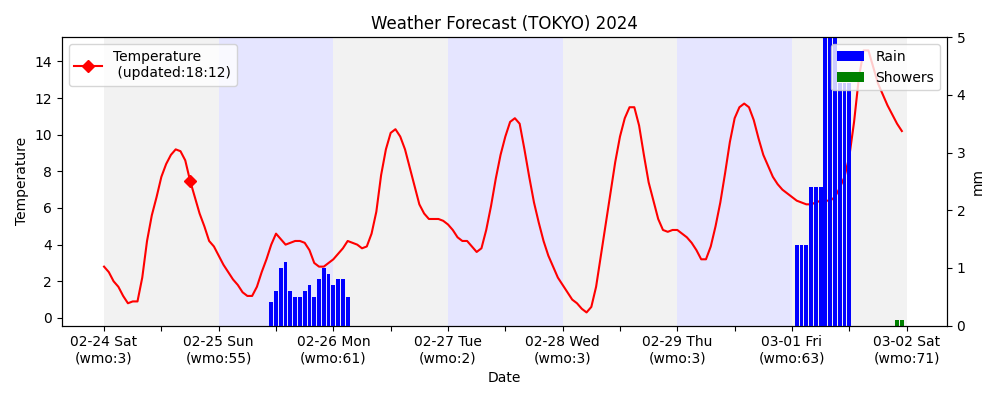 Weather Forecast (TOKYO) 2024
Temperature
(updated:18:12)
Rain
Showers
Temperature
14
12
10
8
6
4
2
0
5
4
3
2
1
0
mm
02-24 Sat
(wmo:3)
02-25 Sun
(wmo:55)
02-26 Mon
(wmo:61)
02-27 Tue
(wmo:2)
02-28 Wed
(wmo:3)
02-29 Thu
(wmo:3)
03-01 Fri
(wmo:63)
03-02 Sat
(wmo:71)
Date